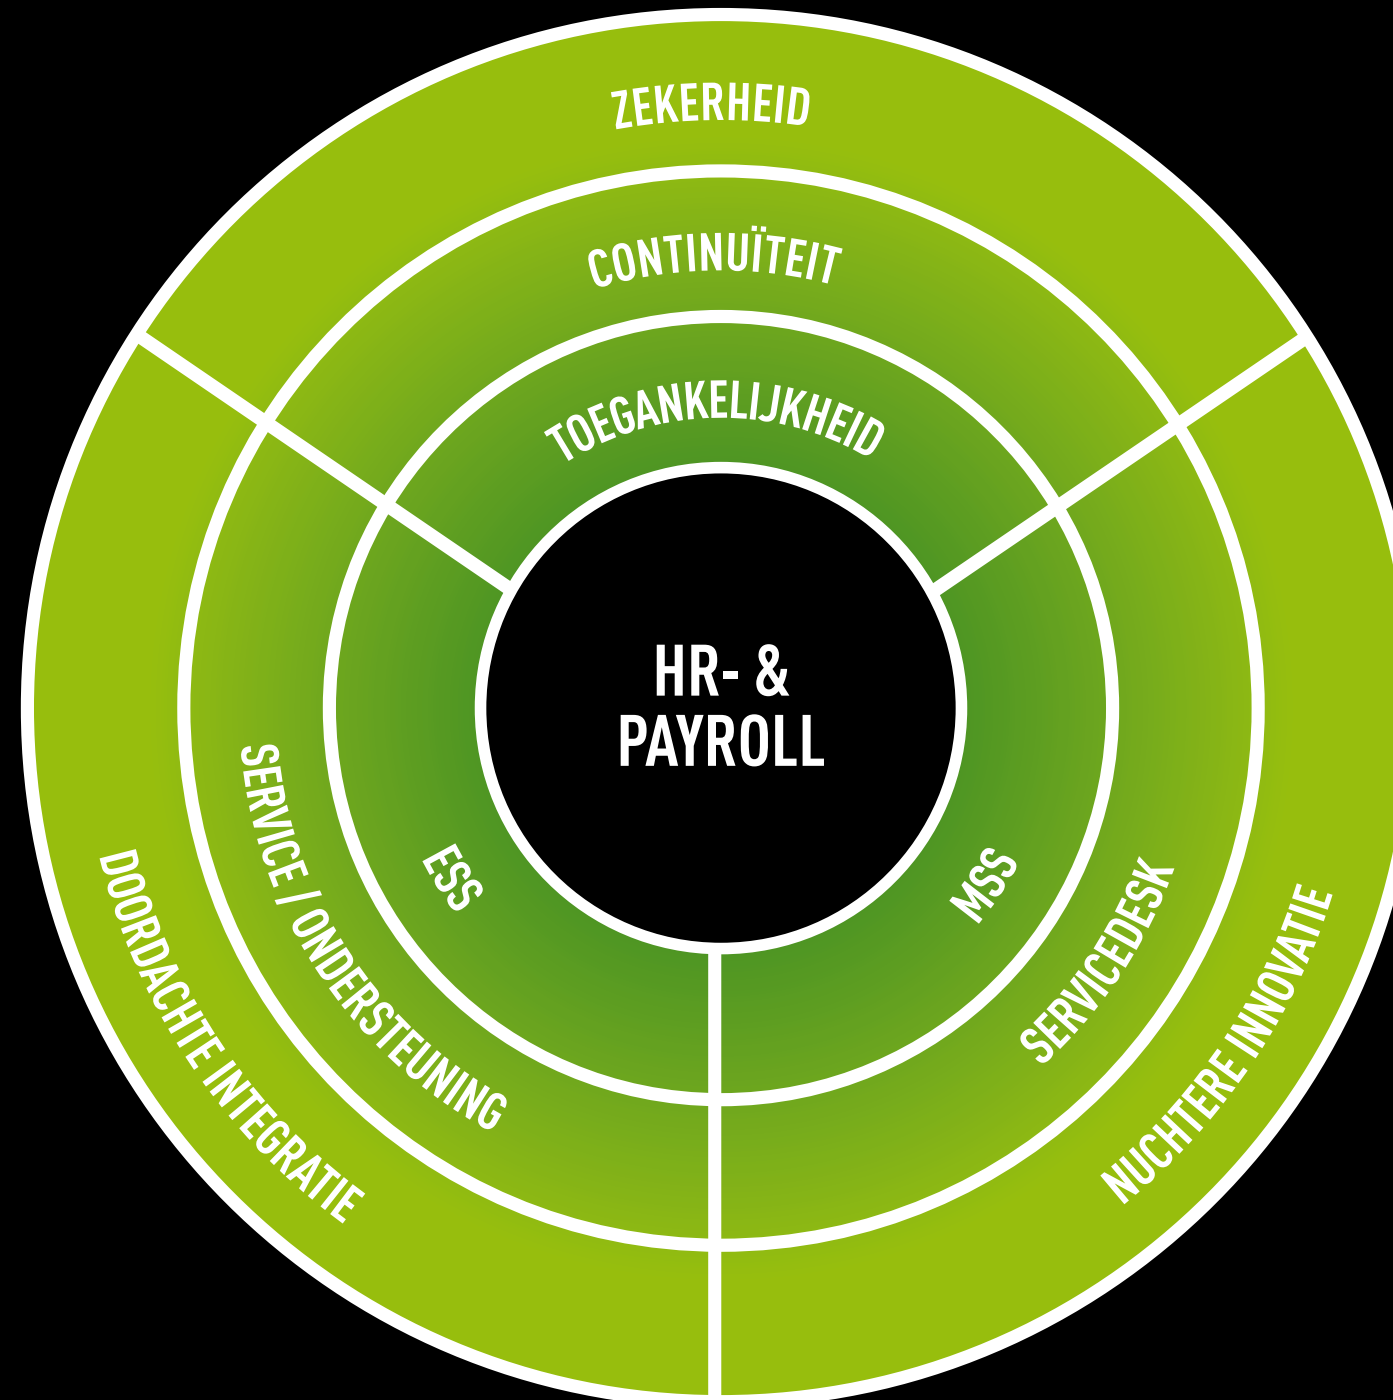 ZEKERHEID
CONTINUÏTEIT
TOEGANKELIJKHEID
HR- &
PAYROLL
ESS
MSS
SERVICE / ONDERSTEUNING
SERVICEDESK
DOORDACHTE INTEGRATIE
NUCHTERE INNOVATIE